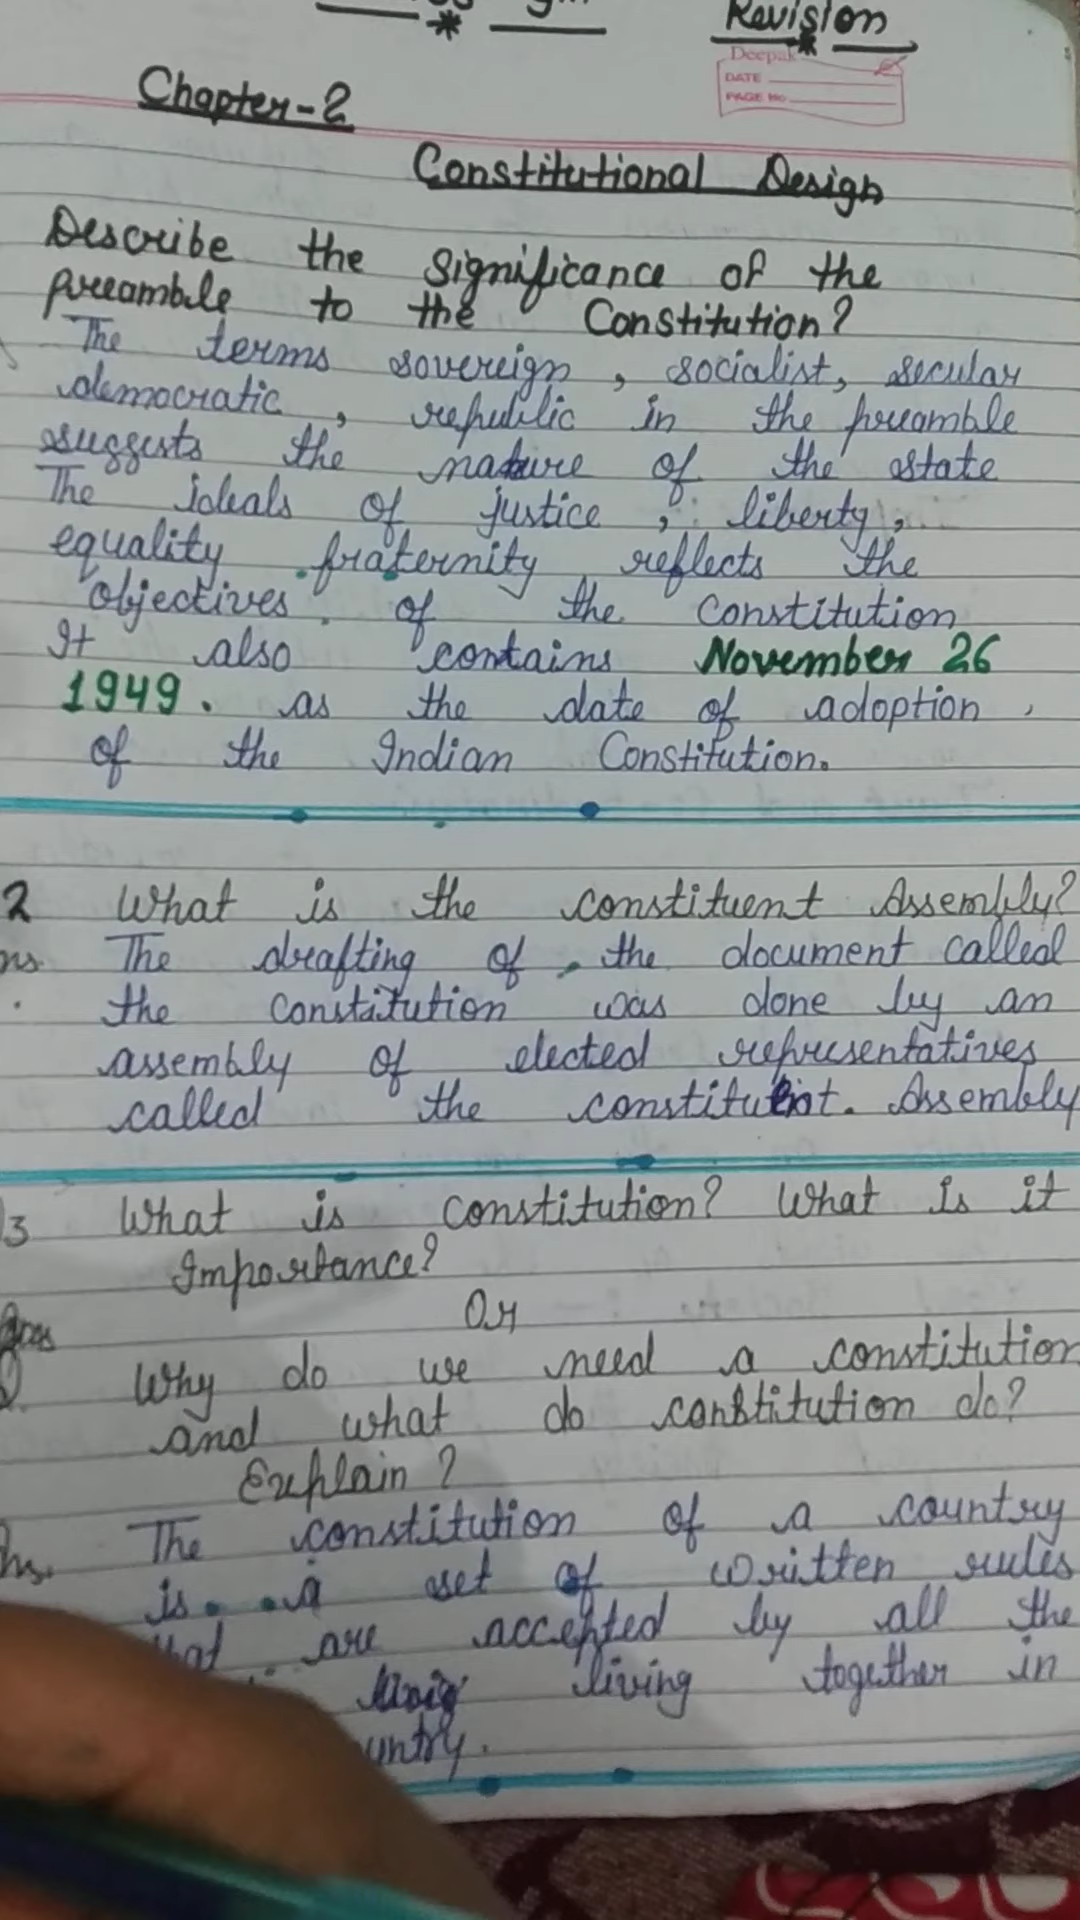 Revision
Deepak
DATE
PAGE No
Chapter-2
Constitutional Design
Describe the significance of the
preamble to the Constitution?
The terms sovereign, socialist, secular
democratic, republic in the preamble
suggests the nature of the state
The ideals of justice, liberty,
equality fraternity reflects the
objectives of the Constitution
It also contains November 26
1949. as the date of adoption
of the Indian Constitution.
2 What is the constituent Assembly?
ns. The drafting of the document called
the Constitution was done by an
assembly of elected representatives
called the constituent. Assembly
3 What is Constitution? What is it
Importance?
Or
Why do we need a constitution
and what do constitution do?
Explain?
The constitution of a country
is a set of written rules
that are accepted by all the
living together in
untry.